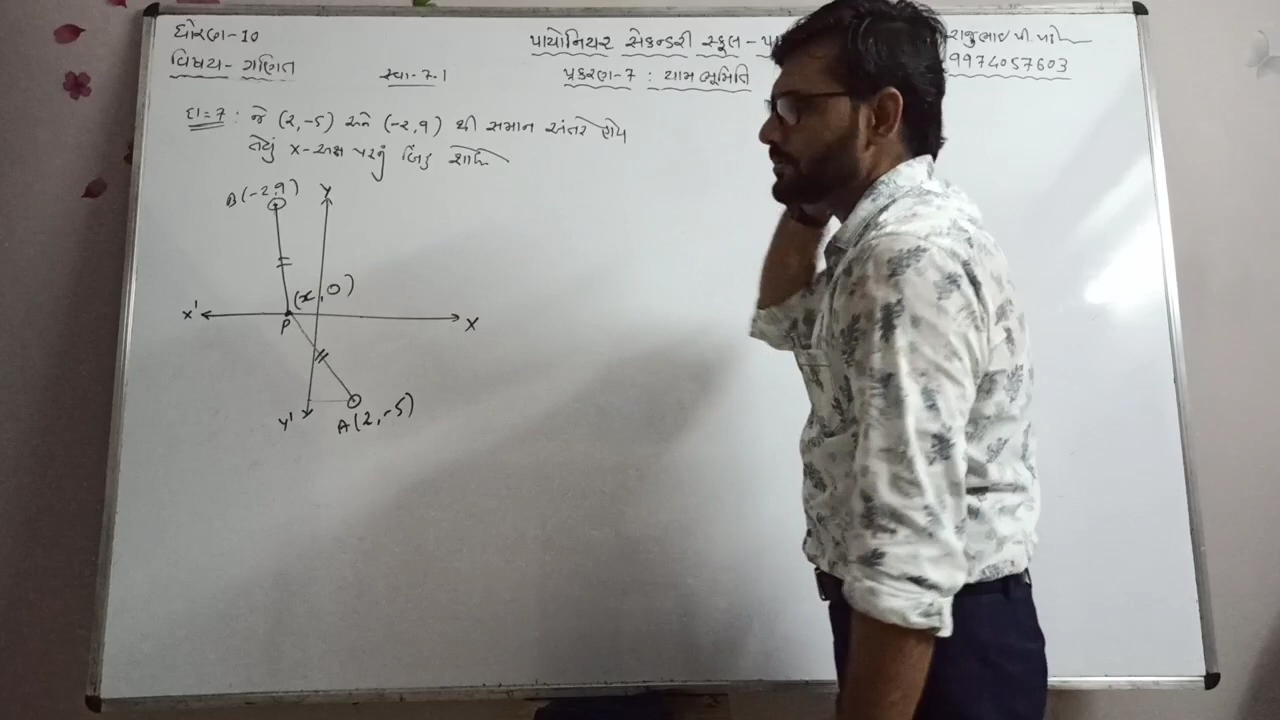 ધોરણ-10
પાયોનિયર સેકન્ડરી સ્કૂલ-
રાજુભાઇ પી.
વિષય- ગણિત
સ્વા-7.1
પ્રકરણ-7 : યામ ભૂમિતિ
9974057603
દા=7 : જે (2,-5) અને (-2,9) થી સમાન અંતરે હોય
તેવું X-અક્ષ પરનું બિંદુ શોધો
B(-2,9)
Y
(x,0)
X'
P
X
Y'
A(2,-5)